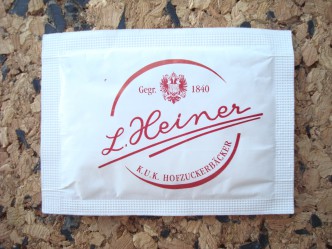 Gegr. 1840
L. Heiner
K.U.K. HOFZUCKERBÄCKER